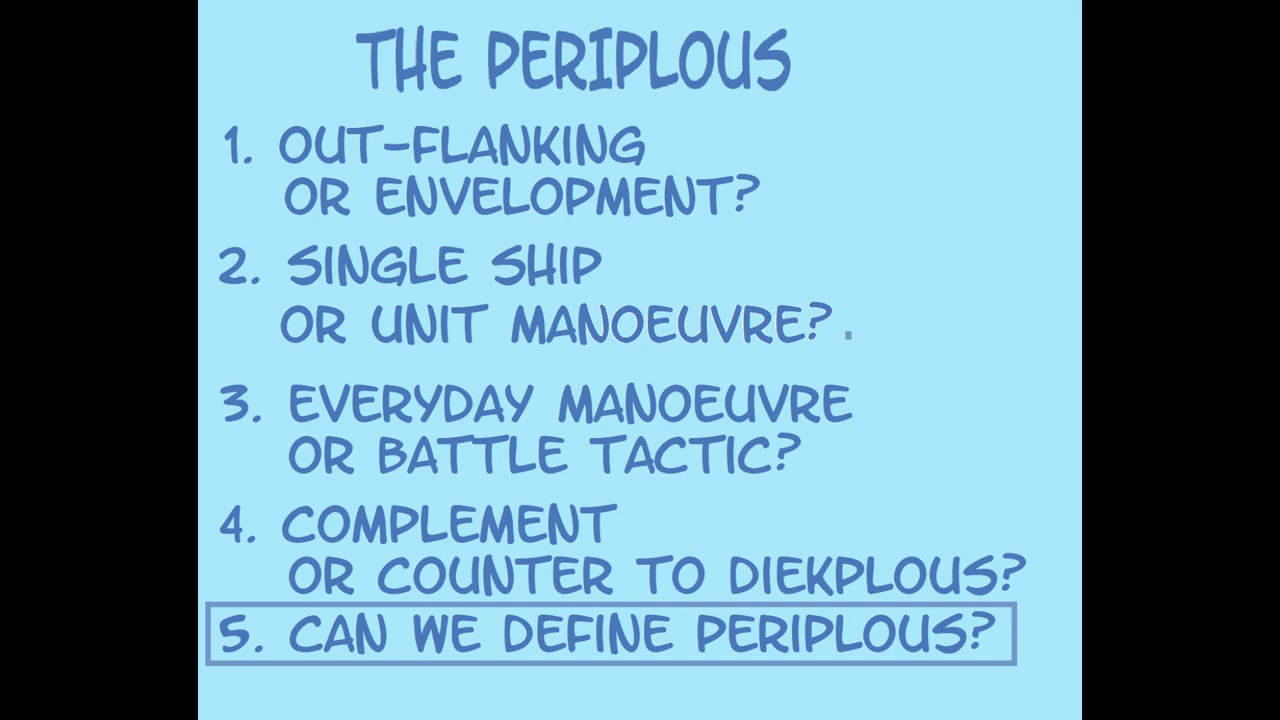 THE PERIPLOUS
1. OUT-FLANKING
OR ENVELOPMENT?
2. SINGLE SHIP
OR UNIT MANOEUVRE? .
3. EVERYDAY MANOEUVRE
OR BATTLE TACTIC?
4. COMPLEMENT
OR COUNTER TO DIEKPLOUS?
5. CAN WE DEFINE PERIPLOUS?